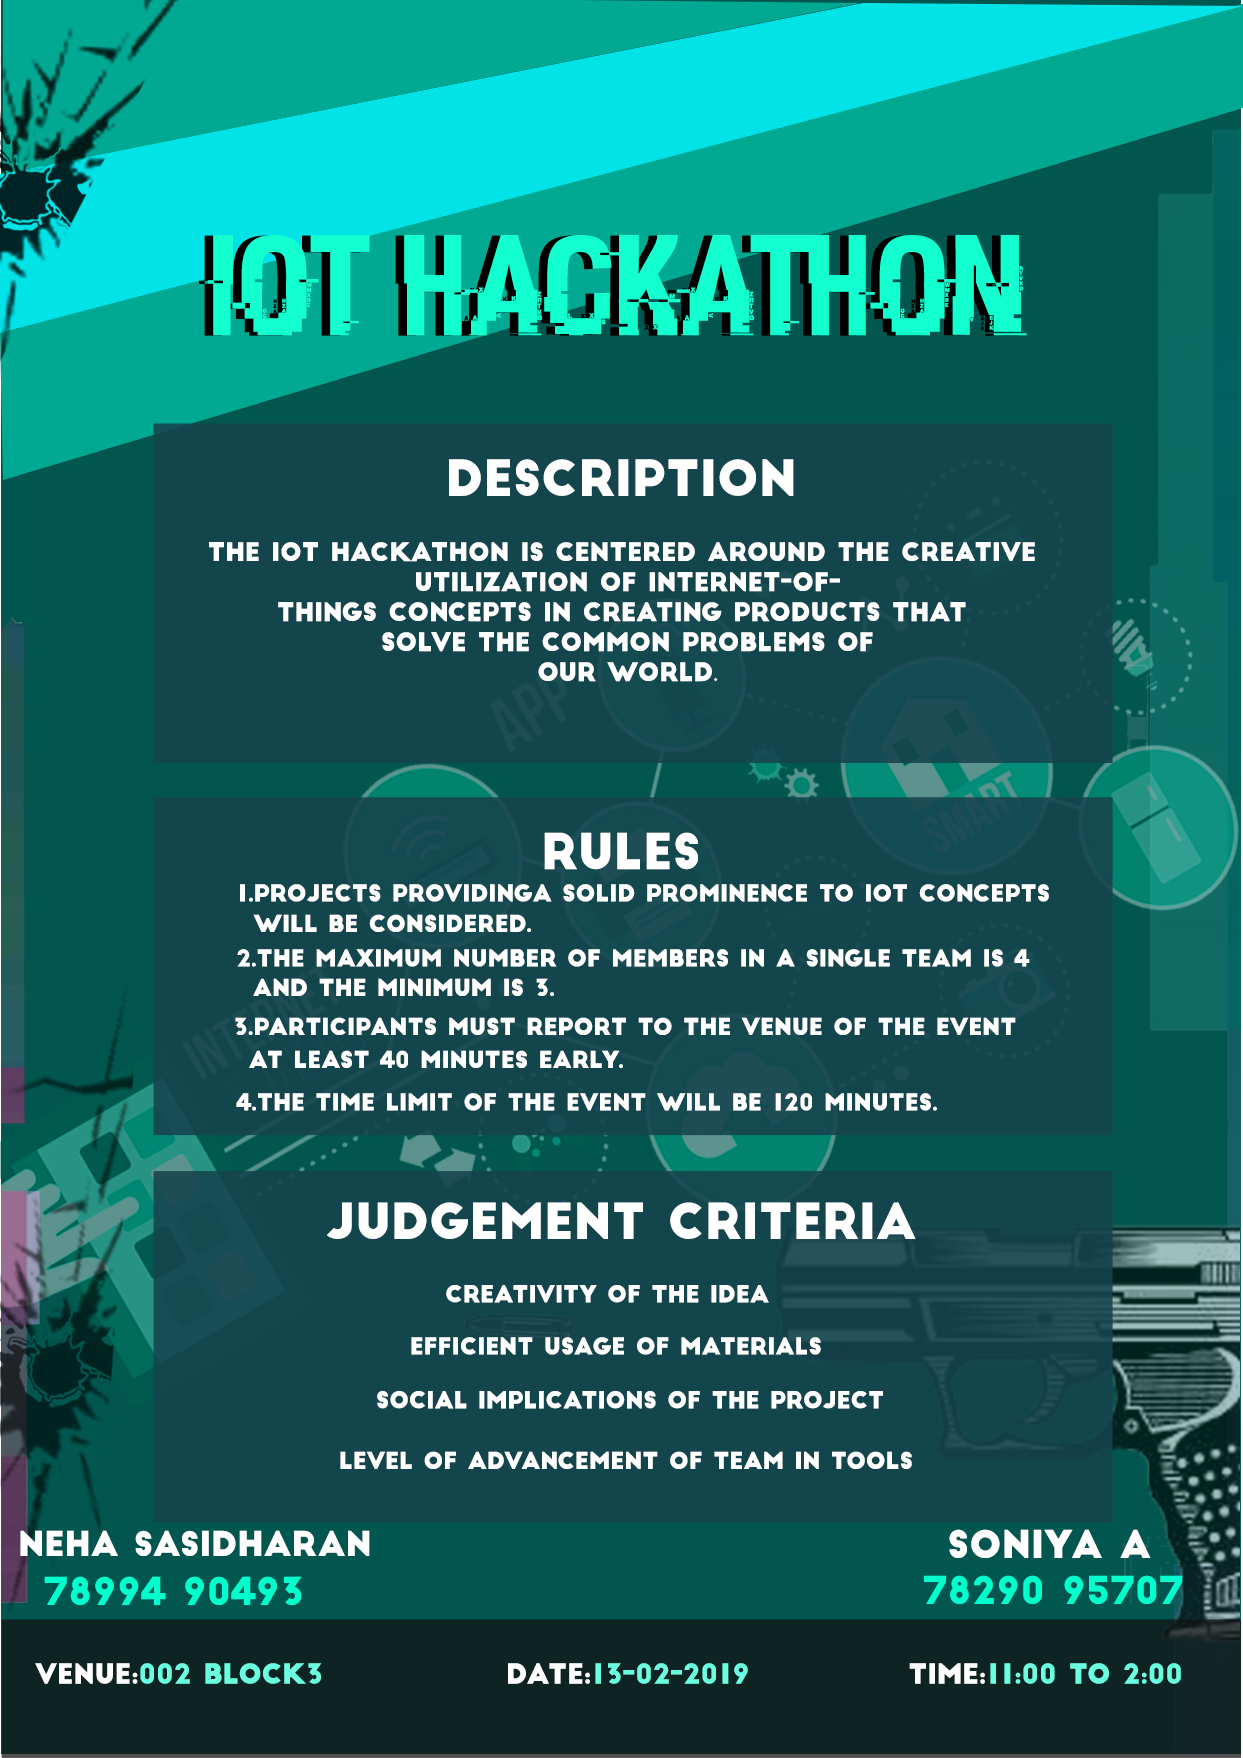 IOT HACKATHON
DESCRIPTION
THE IOT HACKATHON IS CENTERED AROUND THE CREATIVE
UTILIZATION OF INTERNET-OF-
THINGS CONCEPTS IN CREATING PRODUCTS THAT
SOLVE THE COMMON PROBLEMS OF
OUR WORLD.
APP
SMART
RULES
1.PROJECTS PROVIDINGA SOLID PROMINENCE TO IOT CONCEPTS
WILL BE CONSIDERED.
2.THE MAXIMUM NUMBER OF MEMBERS IN A SINGLE TEAM IS 4
AND THE MINIMUM IS 3.
3.PARTICIPANTS MUST REPORT TO THE VENUE OF THE EVENT
AT LEAST 40 MINUTES EARLY.
4.THE TIME LIMIT OF THE EVENT WILL BE 120 MINUTES.
INTERNET
JUDGEMENT CRITERIA
CREATIVITY OF THE IDEA
EFFICIENT USAGE OF MATERIALS
SOCIAL IMPLICATIONS OF THE PROJECT
LEVEL OF ADVANCEMENT OF TEAM IN TOOLS
NEHA SASIDHARAN
78994 90493
SONIYA A
78290 95707
VENUE:002 BLOCK3
DATE:13-02-2019
TIME:11:00 TO 2:00